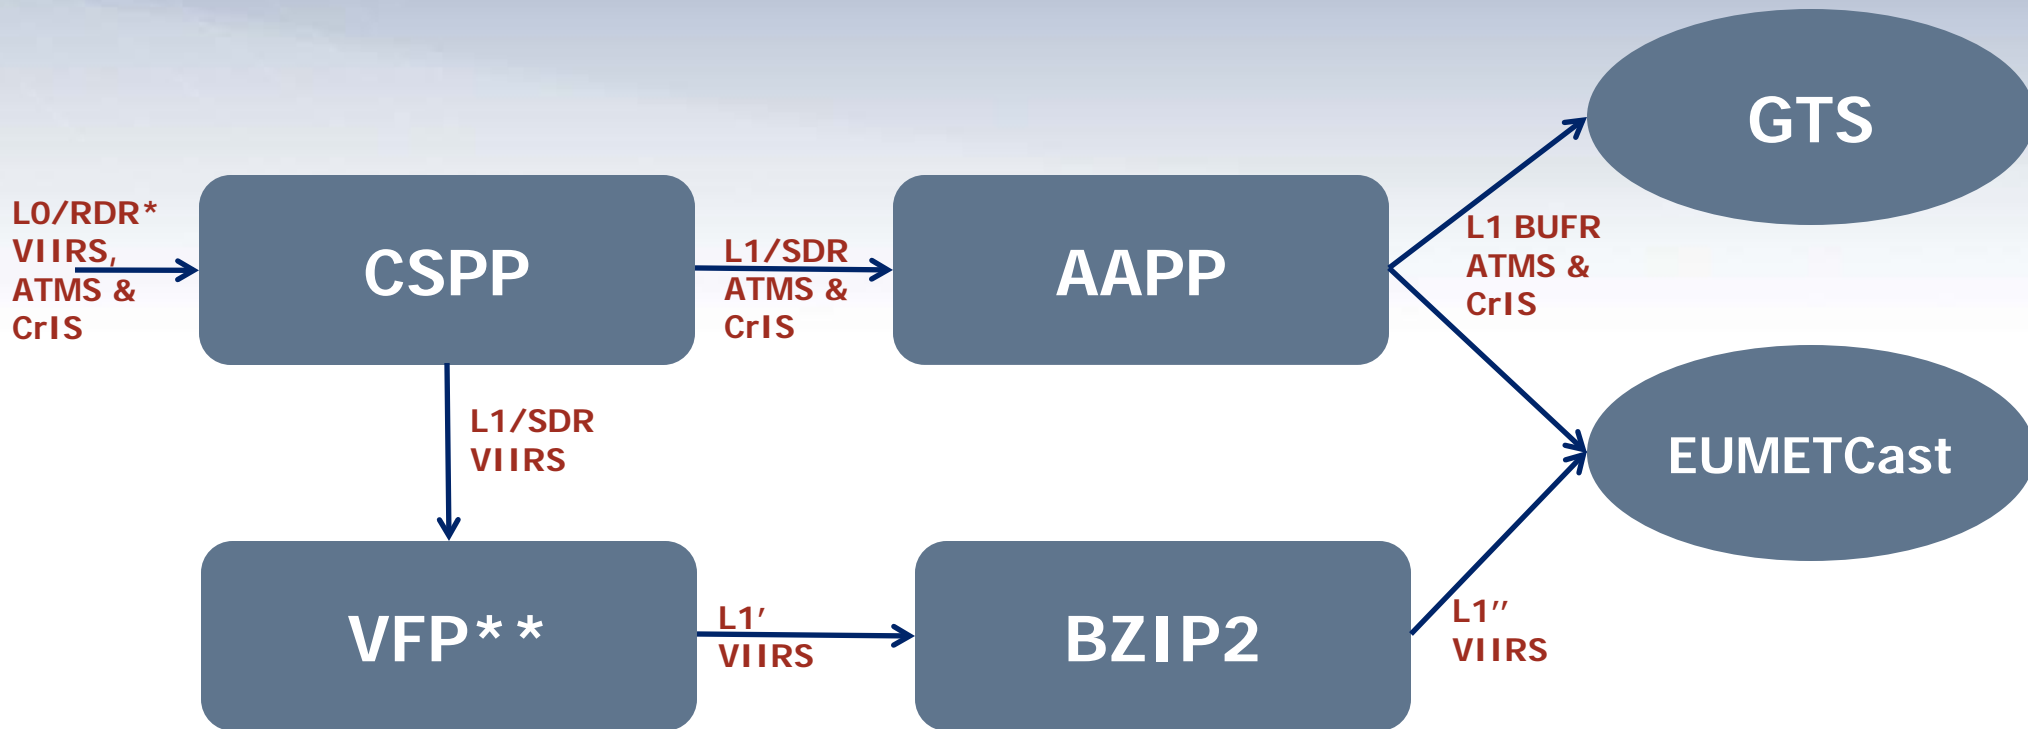 GTS
L0/RDR*
VIIRS,
ATMS &
CrIS
CSPP
L1/SDR
ATMS &
CrIS
AAPP
L1 BUFR
ATMS &
CrIS
L1/SDR
VIIRS
EUMETCast
VFP**
L1′
VIIRS
BZIP2
L1′′
VIIRS